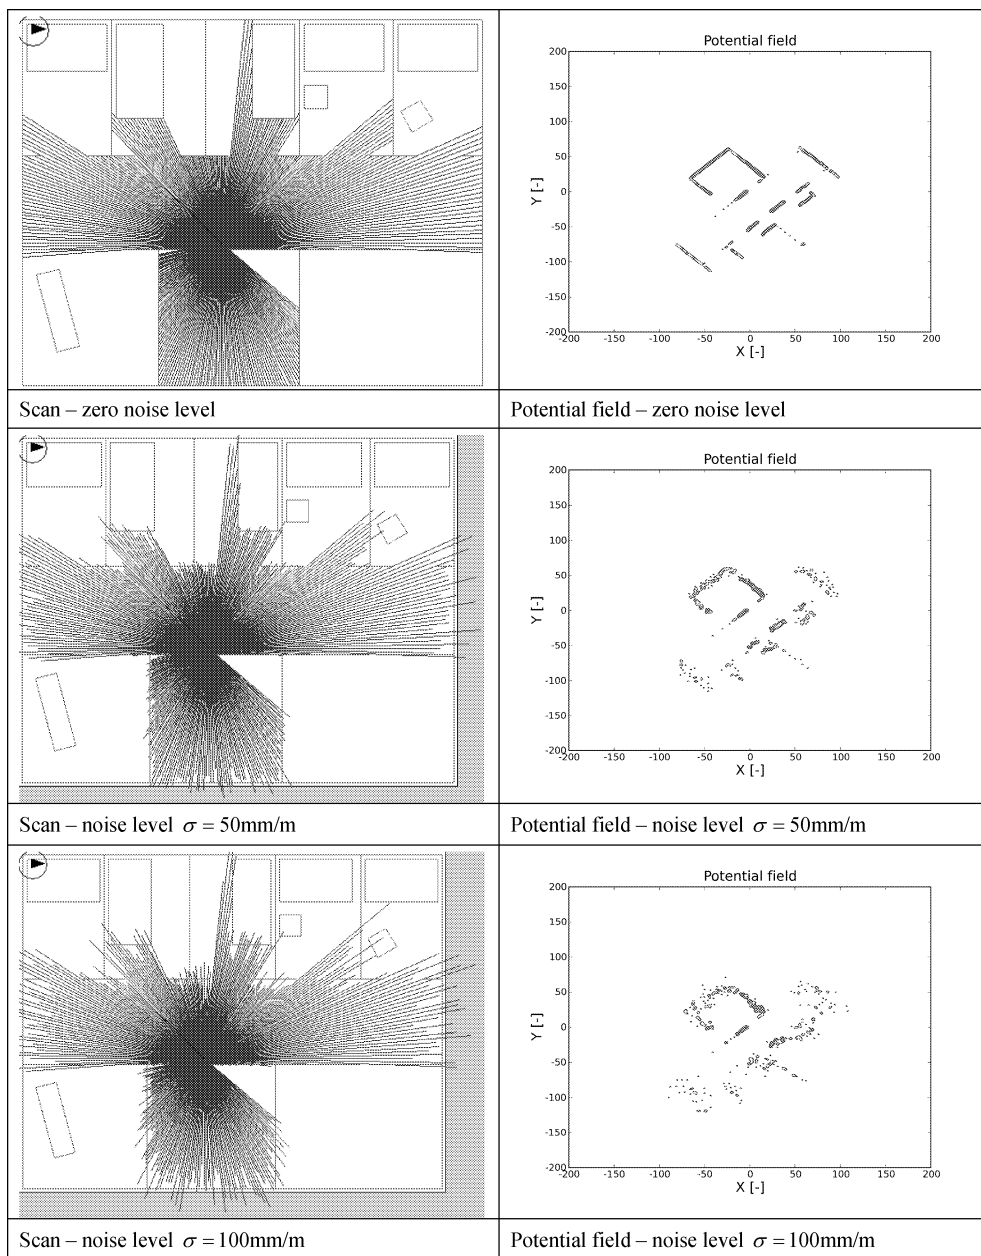 Potential field
200
150
100
50
0
-50
-100
-150
-200
-200 -150 -100 -50 0 50 100 150 200
Y [-]
X [-]
Scan – zero noise level
Potential field – zero noise level
Potential field
200
150
100
50
0
-50
-100
-150
-200
-200 -150 -100 -50 0 50 100 150 200
Y [-]
X [-]
Scan – noise level σ = 50mm/m
Potential field – noise level σ = 50mm/m
Potential field
200
150
100
50
0
-50
-100
-150
-200
-200 -150 -100 -50 0 50 100 150 200
Y [-]
X [-]
Scan – noise level σ = 100mm/m
Potential field – noise level σ = 100mm/m